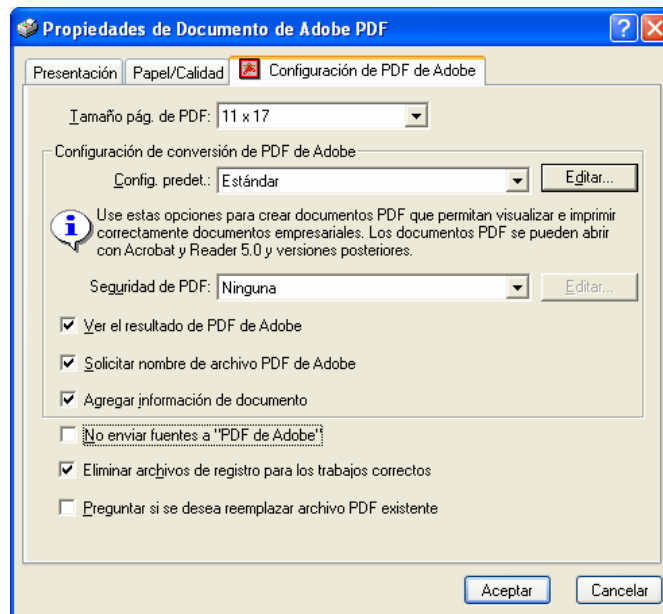 Propiedades de Documento de Adobe PDF
Presentación Papel/Calidad Configuración de PDF de Adobe
Tamaño pág. de PDF: 11 x 17
Configuración de conversión de PDF de Adobe
Config. predet.: Estándar Editar...
Use estas opciones para crear documentos PDF que permitan visualizar e imprimir
correctamente documentos empresariales. Los documentos PDF se pueden abrir
con Acrobat y Reader 5.0 y versiones posteriores.
Seguridad de PDF: Ninguna Editar...
Ver el resultado de PDF de Adobe
Solicitar nombre de archivo PDF de Adobe
Agregar información de documento
No enviar fuentes a "PDF de Adobe"
Eliminar archivos de registro para los trabajos correctos
Preguntar si se desea reemplazar archivo PDF existente
Aceptar Cancelar